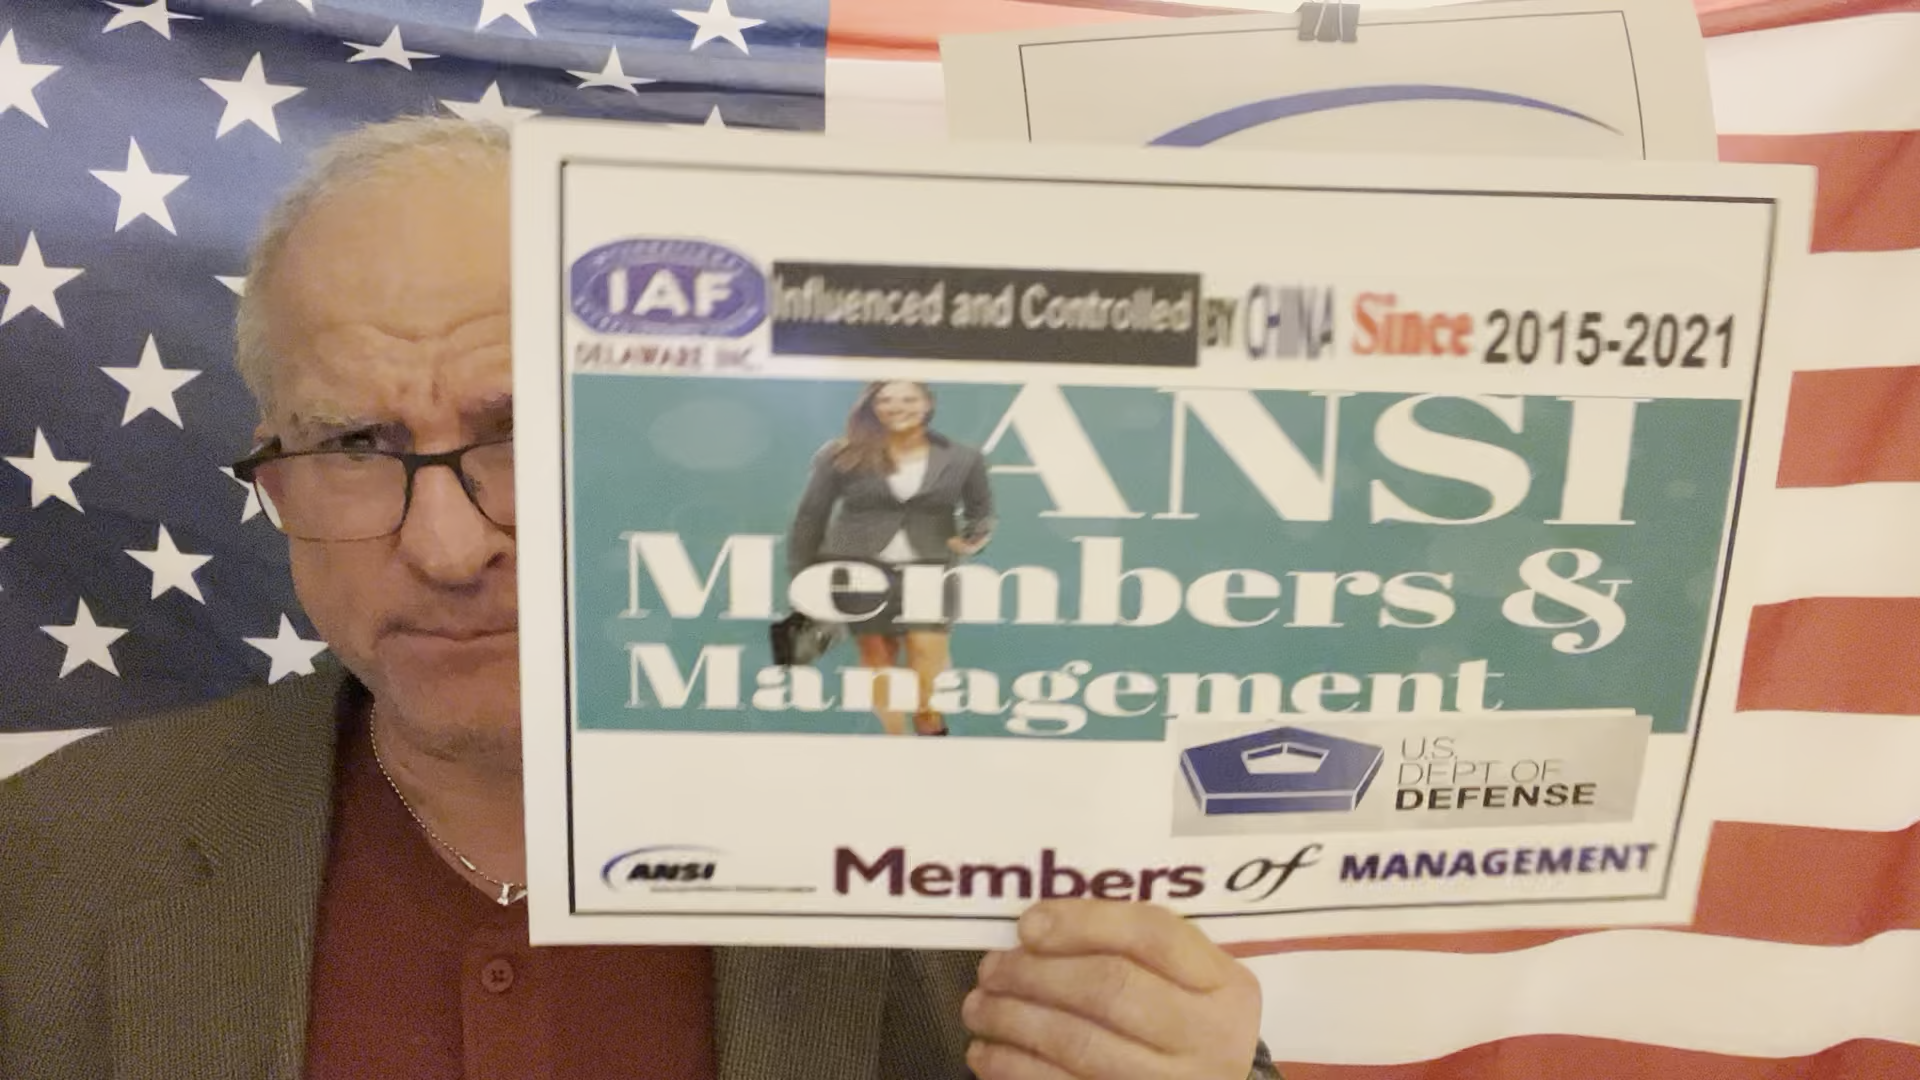 IAF Influenced and Controlled BY CHINA Since 2015-2021
DELAWARE INC.
ANSI
Members &
Management
U.S.
DEPT OF
DEFENSE
ANSI Members of MANAGEMENT